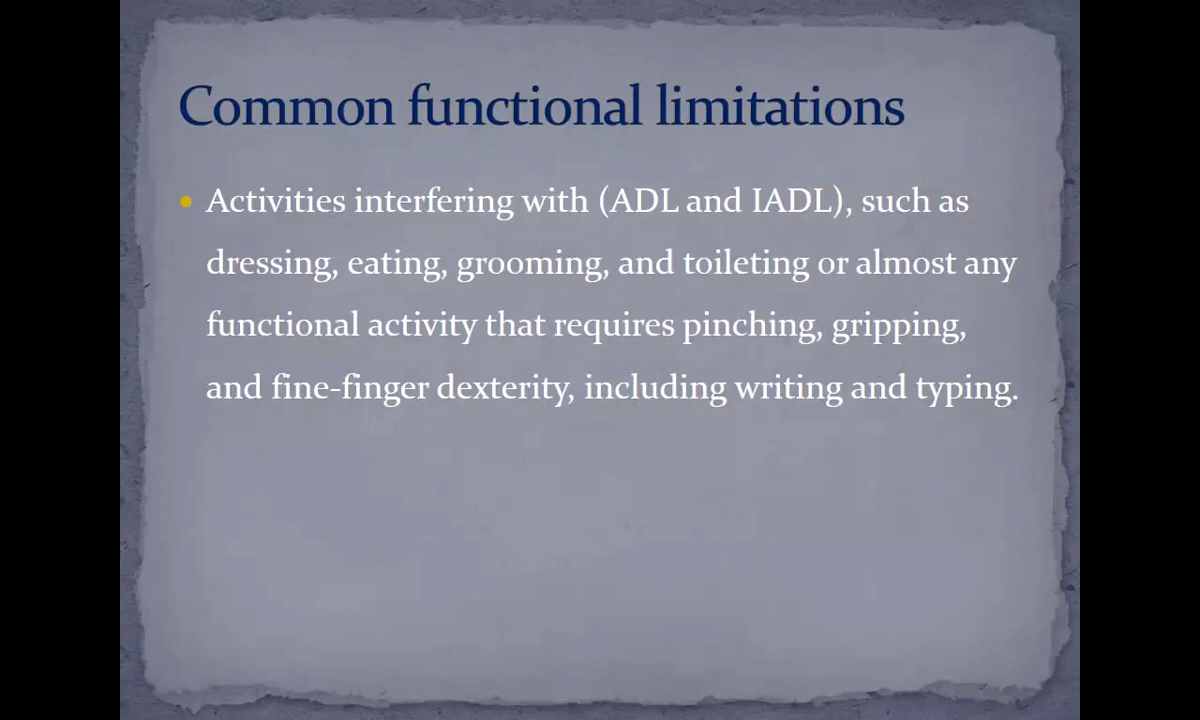 Common functional limitations
Activities interfering with (ADL and IADL), such as
dressing, eating, grooming, and toileting or almost any
functional activity that requires pinching, gripping,
and fine-finger dexterity, including writing and typing.